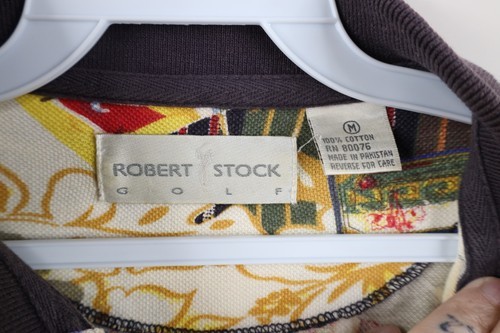 M
100% COTTON
RN 80076
MADE IN PAKISTAN
REVERSE FOR CARE
ROBERT STOCK
GOLF